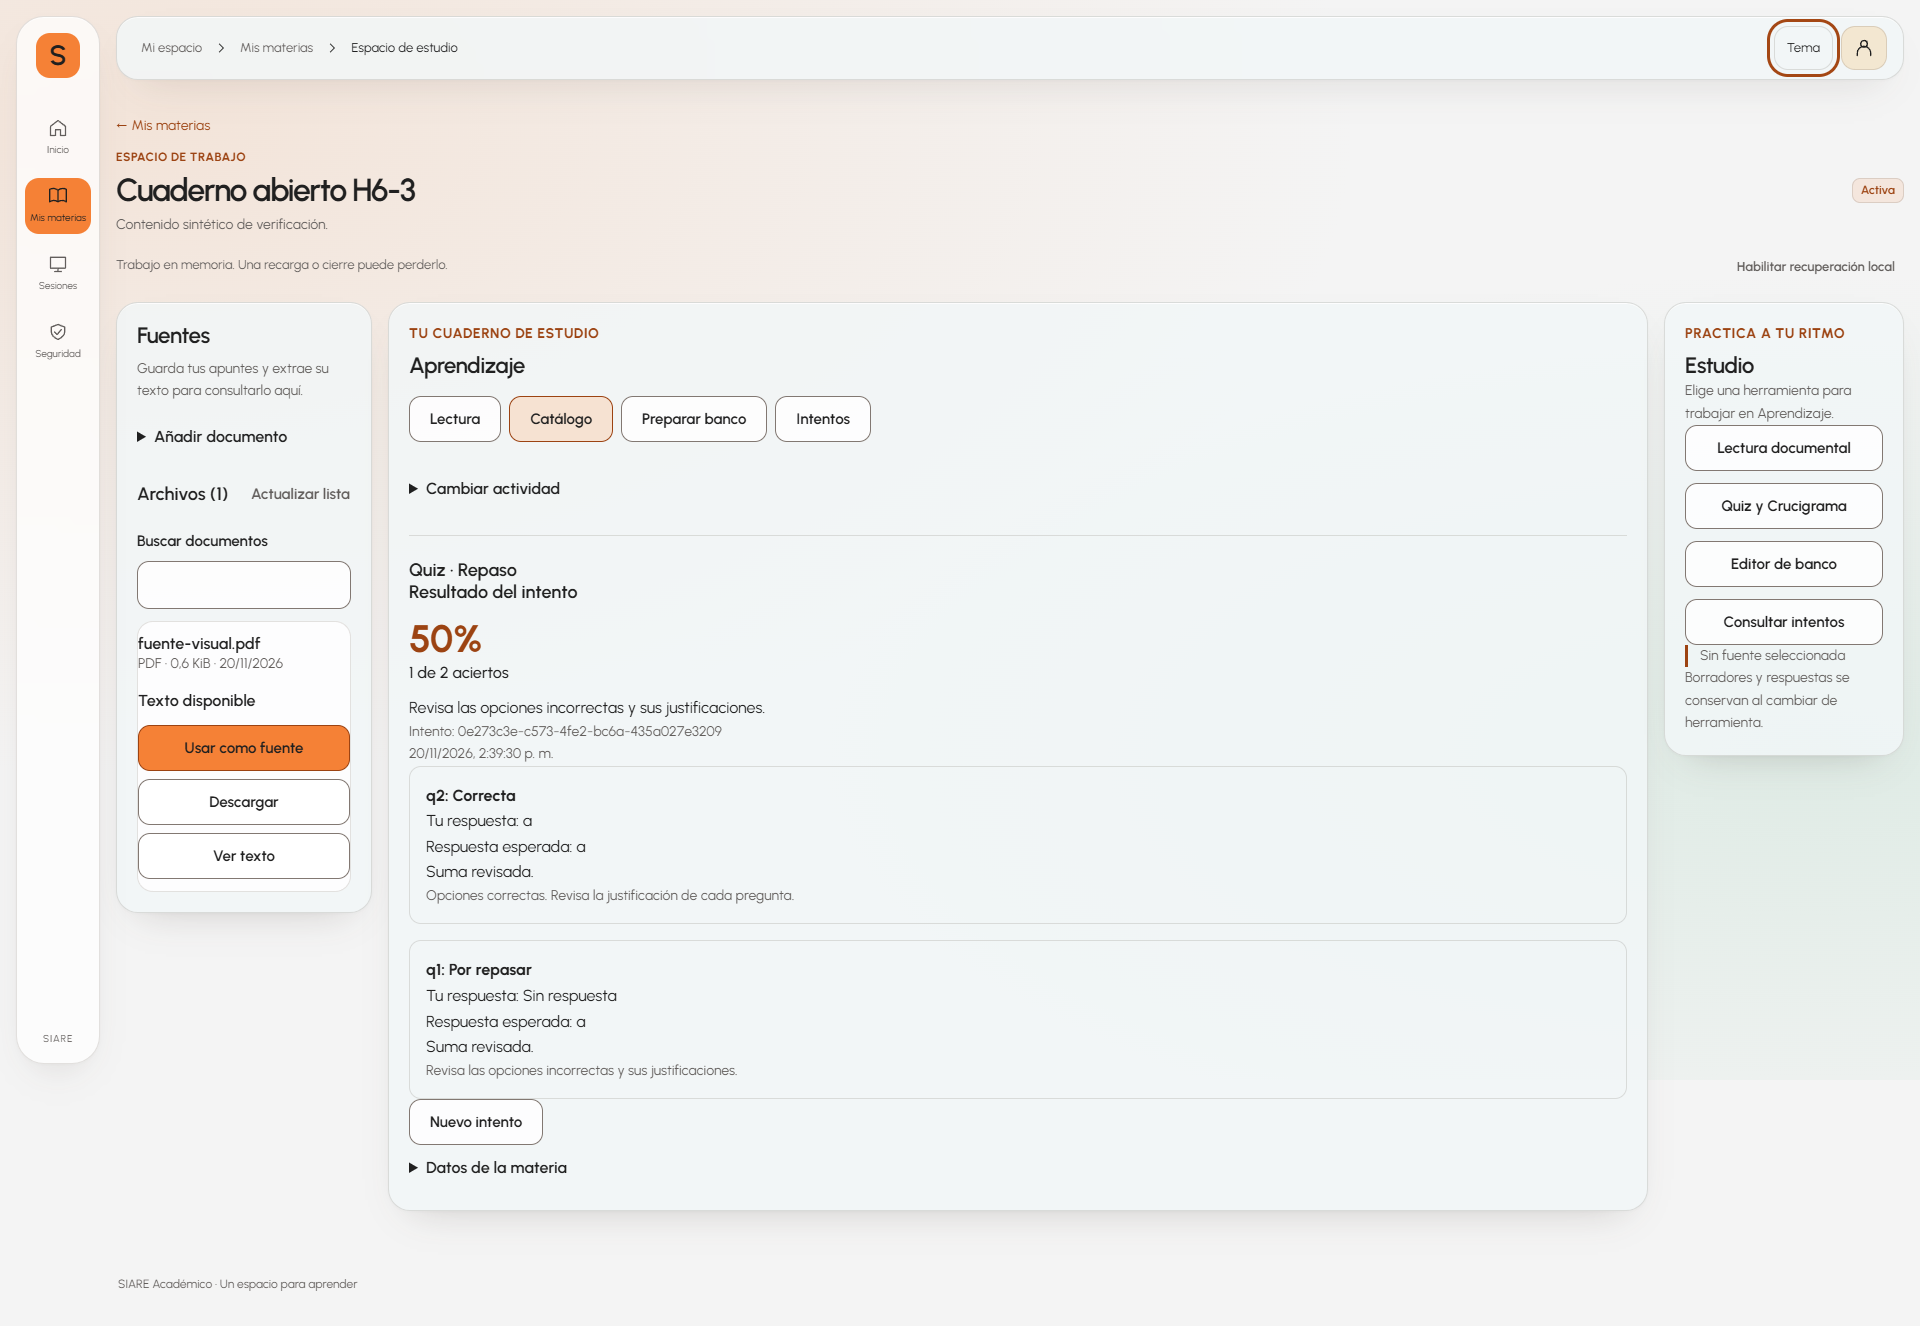 S
Inicio
Mis materias
Sesiones
Seguridad
SIARE
Mi espacio > Mis materias > Espacio de estudio
Tema
← Mis materias
ESPACIO DE TRABAJO
Cuaderno abierto H6-3
Activa
Contenido sintético de verificación.
Trabajo en memoria. Una recarga o cierre puede perderlo.
Habilitar recuperación local
Fuentes
Guarda tus apuntes y extrae su
texto para consultarlo aquí.
Añadir documento
Archivos (1)
Actualizar lista
Buscar documentos
fuente-visual.pdf
PDF · 0,6 KiB · 20/11/2026
Texto disponible
Usar como fuente
Descargar
Ver texto
TU CUADERNO DE ESTUDIO
Aprendizaje
Lectura
Catálogo
Preparar banco
Intentos
Cambiar actividad
Quiz · Repaso
Resultado del intento
50%
1 de 2 aciertos
Revisa las opciones incorrectas y sus justificaciones.
Intento: 0e273c3e-c573-4fe2-bc6a-435a027e3209
20/11/2026, 2:39:30 p. m.
q2: Correcta
Tu respuesta: a
Respuesta esperada: a
Suma revisada.
Opciones correctas. Revisa la justificación de cada pregunta.
q1: Por repasar
Tu respuesta: Sin respuesta
Respuesta esperada: a
Suma revisada.
Revisa las opciones incorrectas y sus justificaciones.
Nuevo intento
Datos de la materia
PRACTICA A TU RITMO
Estudio
Elige una herramienta para
trabajar en Aprendizaje.
Lectura documental
Quiz y Crucigrama
Editor de banco
Consultar intentos
Sin fuente seleccionada
Borradores y respuestas se
conservan al cambiar de
herramienta.
SIARE Académico · Un espacio para aprender